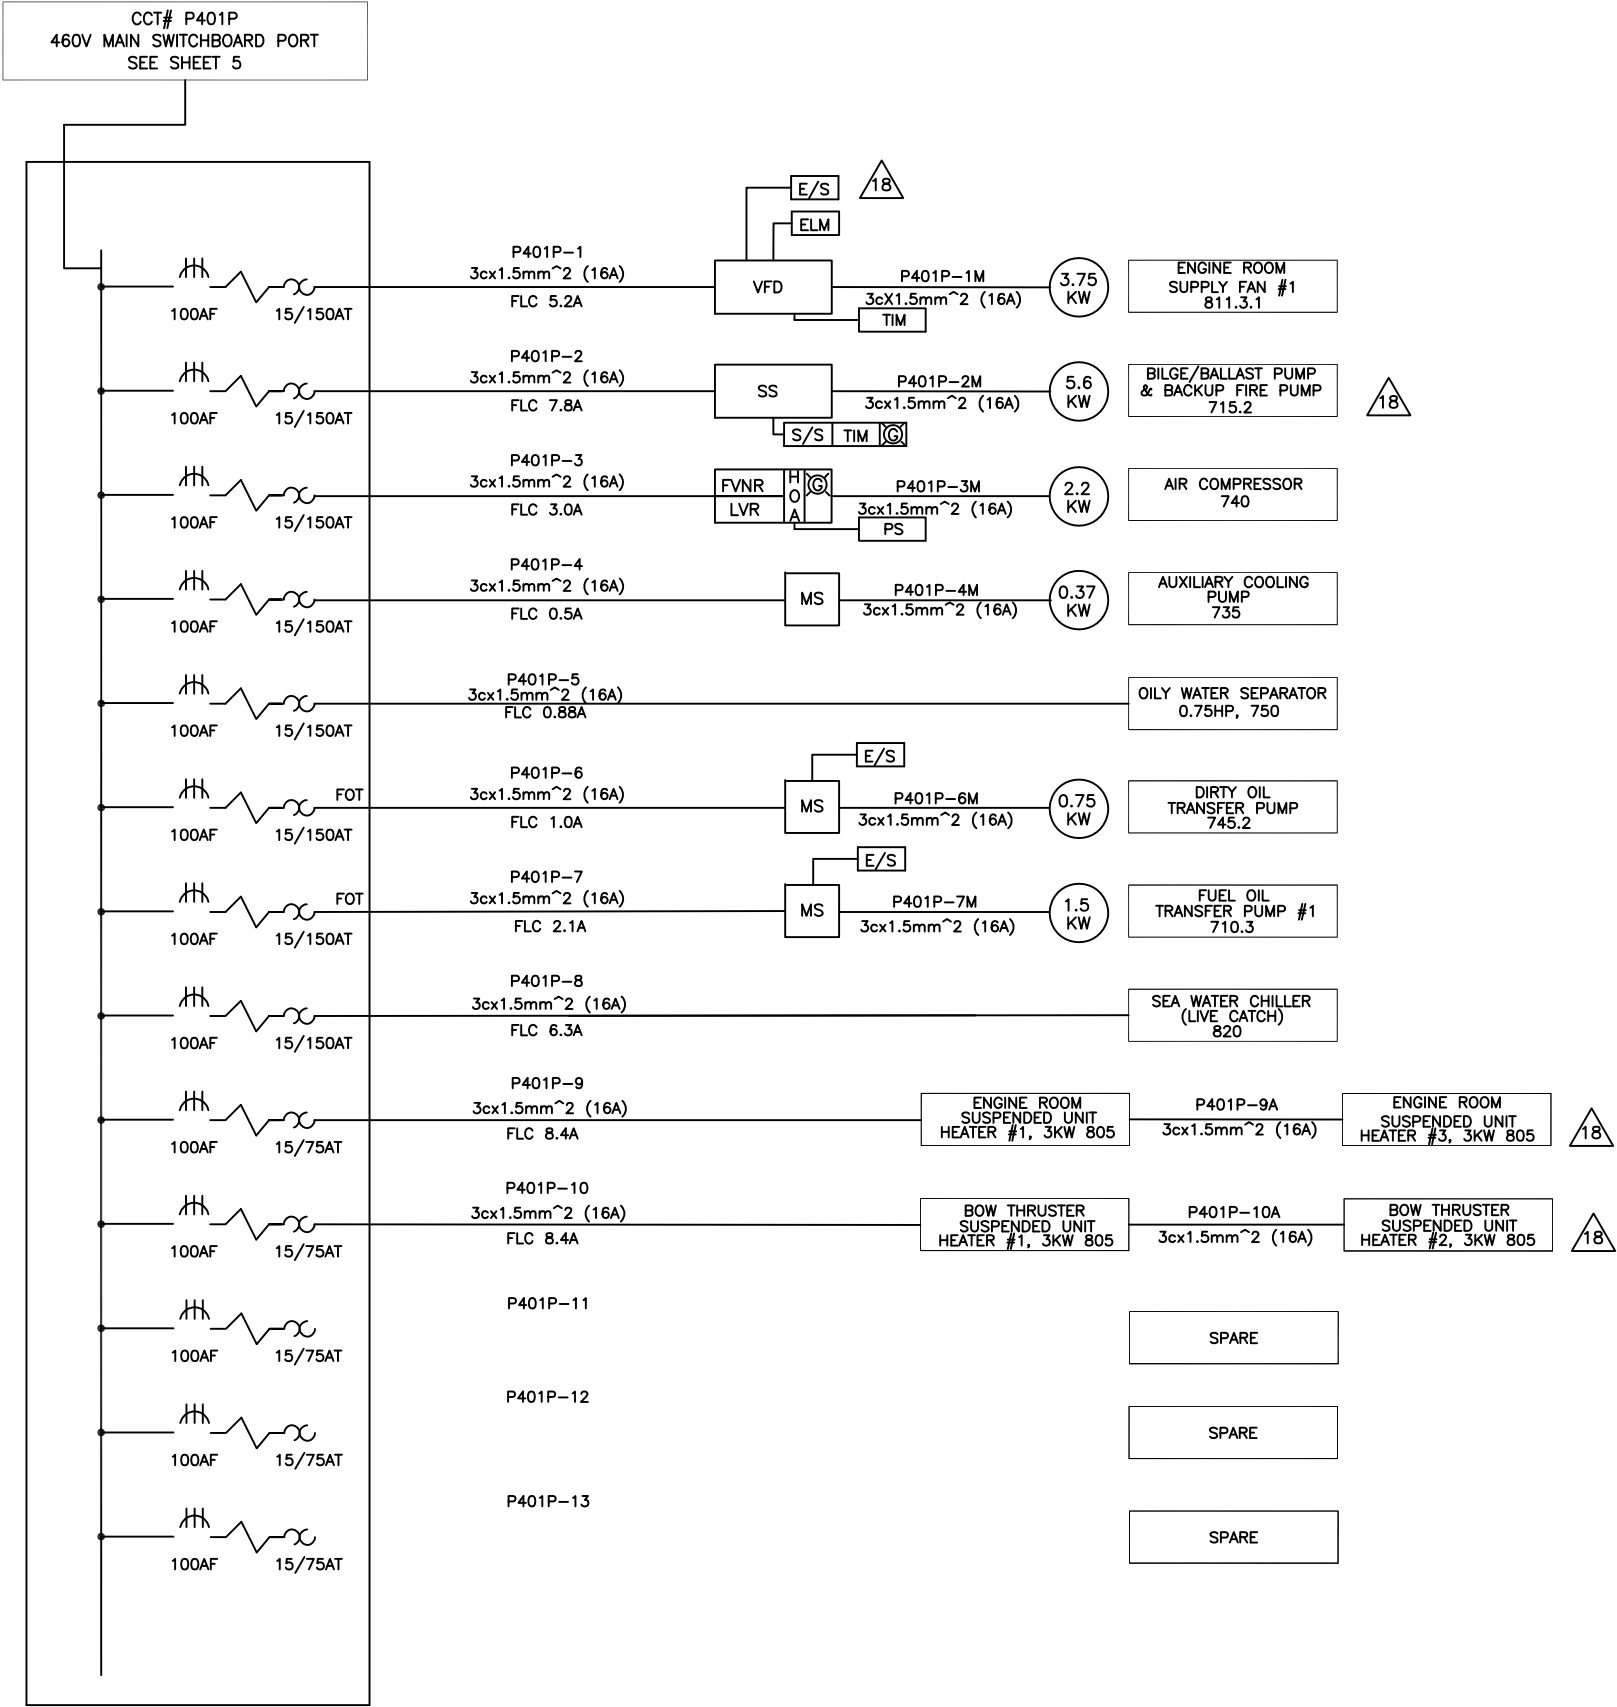 CCT# P401P
460V MAIN SWITCHBOARD PORT
SEE SHEET 5
E/S
18
ELM
P401P-1
3cx1.5mm^2 (16A)
FLC 5.2A
100AF
15/150AT
VFD
P401P-1M
3cX1.5mm^2 (16A)
TIM
3.75
KW
ENGINE ROOM
SUPPLY FAN #1
811.3.1
P401P-2
3cx1.5mm^2 (16A)
FLC 7.8A
100AF
15/150AT
SS
S/S TIM G
P401P-2M
3cx1.5mm^2 (16A)
5.6
KW
BILGE/BALLAST PUMP
& BACKUP FIRE PUMP
715.2
18
P401P-3
3cx1.5mm^2 (16A)
FLC 3.0A
100AF
15/150AT
FVNR
LVR
H
O
A
G
P401P-3M
3cx1.5mm^2 (16A)
PS
2.2
KW
AIR COMPRESSOR
740
P401P-4
3cx1.5mm^2 (16A)
FLC 0.5A
100AF
15/150AT
MS
P401P-4M
3cx1.5mm^2 (16A)
0.37
KW
AUXILIARY COOLING
PUMP
735
P401P-5
3cx1.5mm^2 (16A)
FLC 0.88A
100AF
15/150AT
OILY WATER SEPARATOR
0.75HP, 750
E/S
P401P-6
3cx1.5mm^2 (16A)
FLC 1.0A
FOT
100AF
15/150AT
MS
P401P-6M
3cx1.5mm^2 (16A)
0.75
KW
DIRTY OIL
TRANSFER PUMP
745.2
E/S
P401P-7
3cx1.5mm^2 (16A)
FLC 2.1A
FOT
100AF
15/150AT
MS
P401P-7M
3cx1.5mm^2 (16A)
1.5
KW
FUEL OIL
TRANSFER PUMP #1
710.3
P401P-8
3cx1.5mm^2 (16A)
FLC 6.3A
100AF
15/150AT
SEA WATER CHILLER
(LIVE CATCH)
820
P401P-9
3cx1.5mm^2 (16A)
FLC 8.4A
100AF
15/75AT
ENGINE ROOM
SUSPENDED UNIT
HEATER #1, 3KW 805
P401P-9A
3cx1.5mm^2 (16A)
ENGINE ROOM
SUSPENDED UNIT
HEATER #3, 3KW 805
18
P401P-10
3cx1.5mm^2 (16A)
FLC 8.4A
100AF
15/75AT
BOW THRUSTER
SUSPENDED UNIT
HEATER #1, 3KW 805
P401P-10A
3cx1.5mm^2 (16A)
BOW THRUSTER
SUSPENDED UNIT
HEATER #2, 3KW 805
18
P401P-11
100AF
15/75AT
SPARE
P401P-12
100AF
15/75AT
SPARE
P401P-13
100AF
15/75AT
SPARE